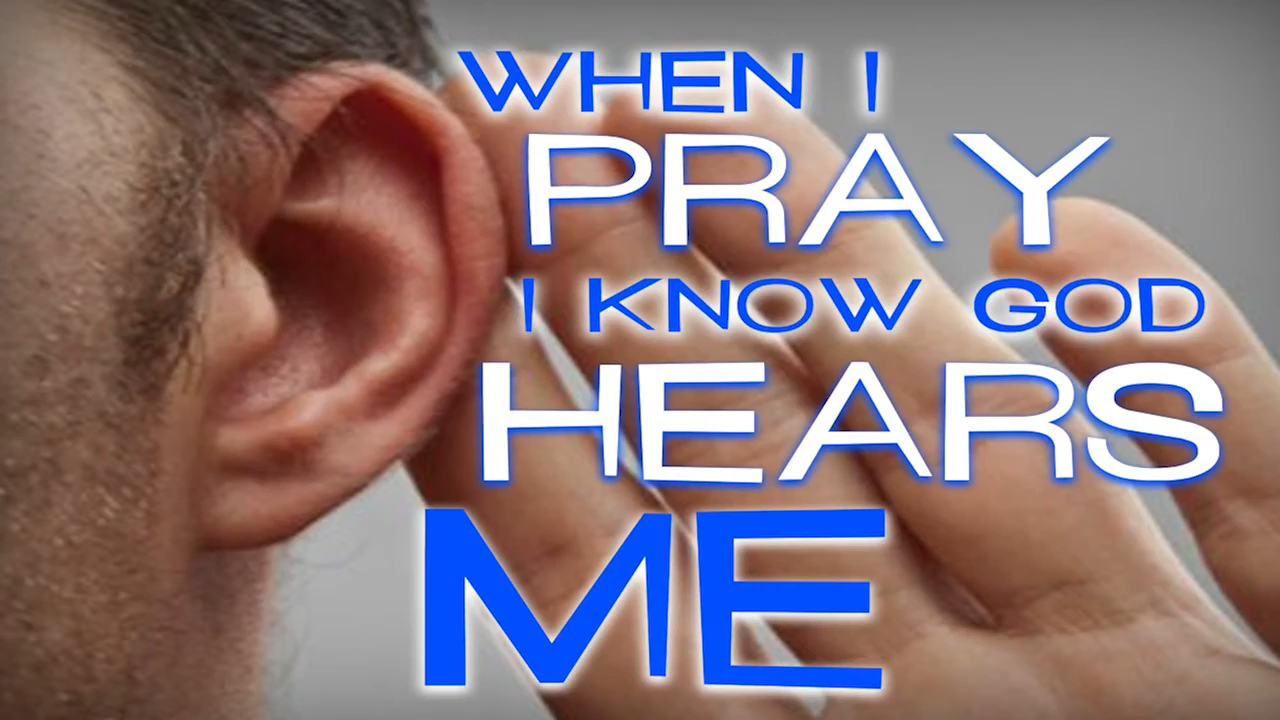 WHEN I
PRAY
I KNOW GOD
HEARS
ME